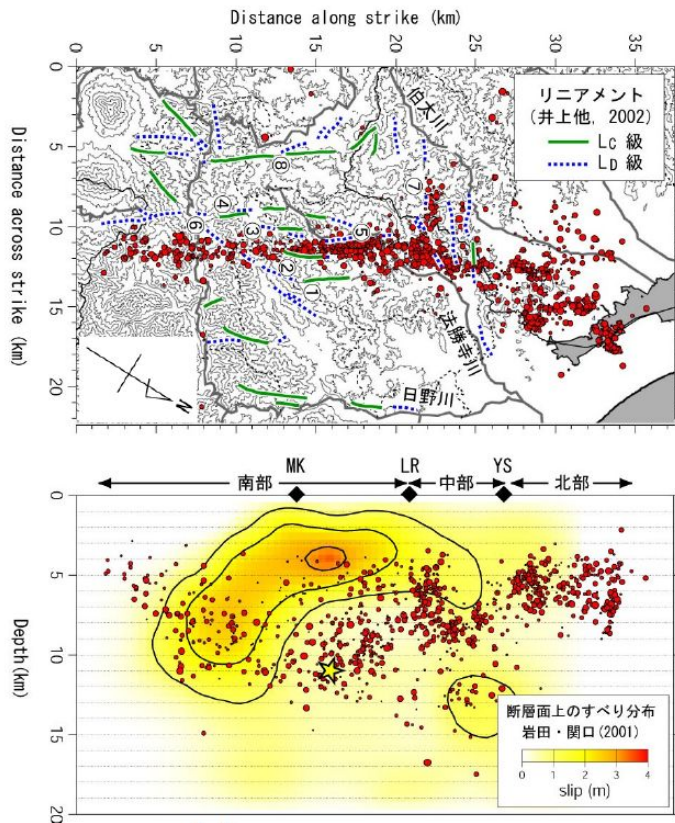 Distance along strike (km)
0 5 10 15 20 25 30 35
Distance across strike (km)
0
5
10
15
20
リニアメント
(井上他, 2002)
LC 級
LD 級
伯太川
⑧
⑦
④
⑥
③
⑤
②
①
法勝寺川
日野川
N
MK LR YS
南部 中部 北部
Depth (km)
0
5
10
15
20
断層面上のすべり分布
岩田・関口(2001)
0 1 2 3 4
slip (m)